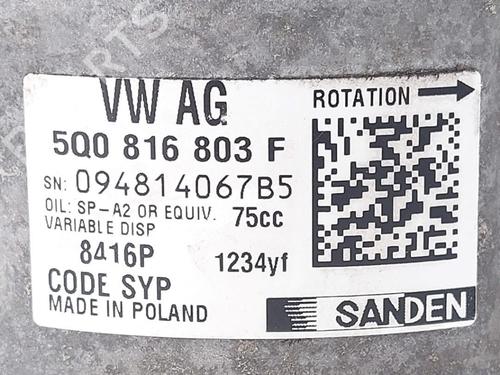 VW AG
ROTATION
5Q0 816 803 F
SN: 094814067B5
OIL: SP-A2 OR EQUIV. 75cc
VARIABLE DISP
8416P 1234yf
CODE SYP
MADE IN POLAND
SANDEN